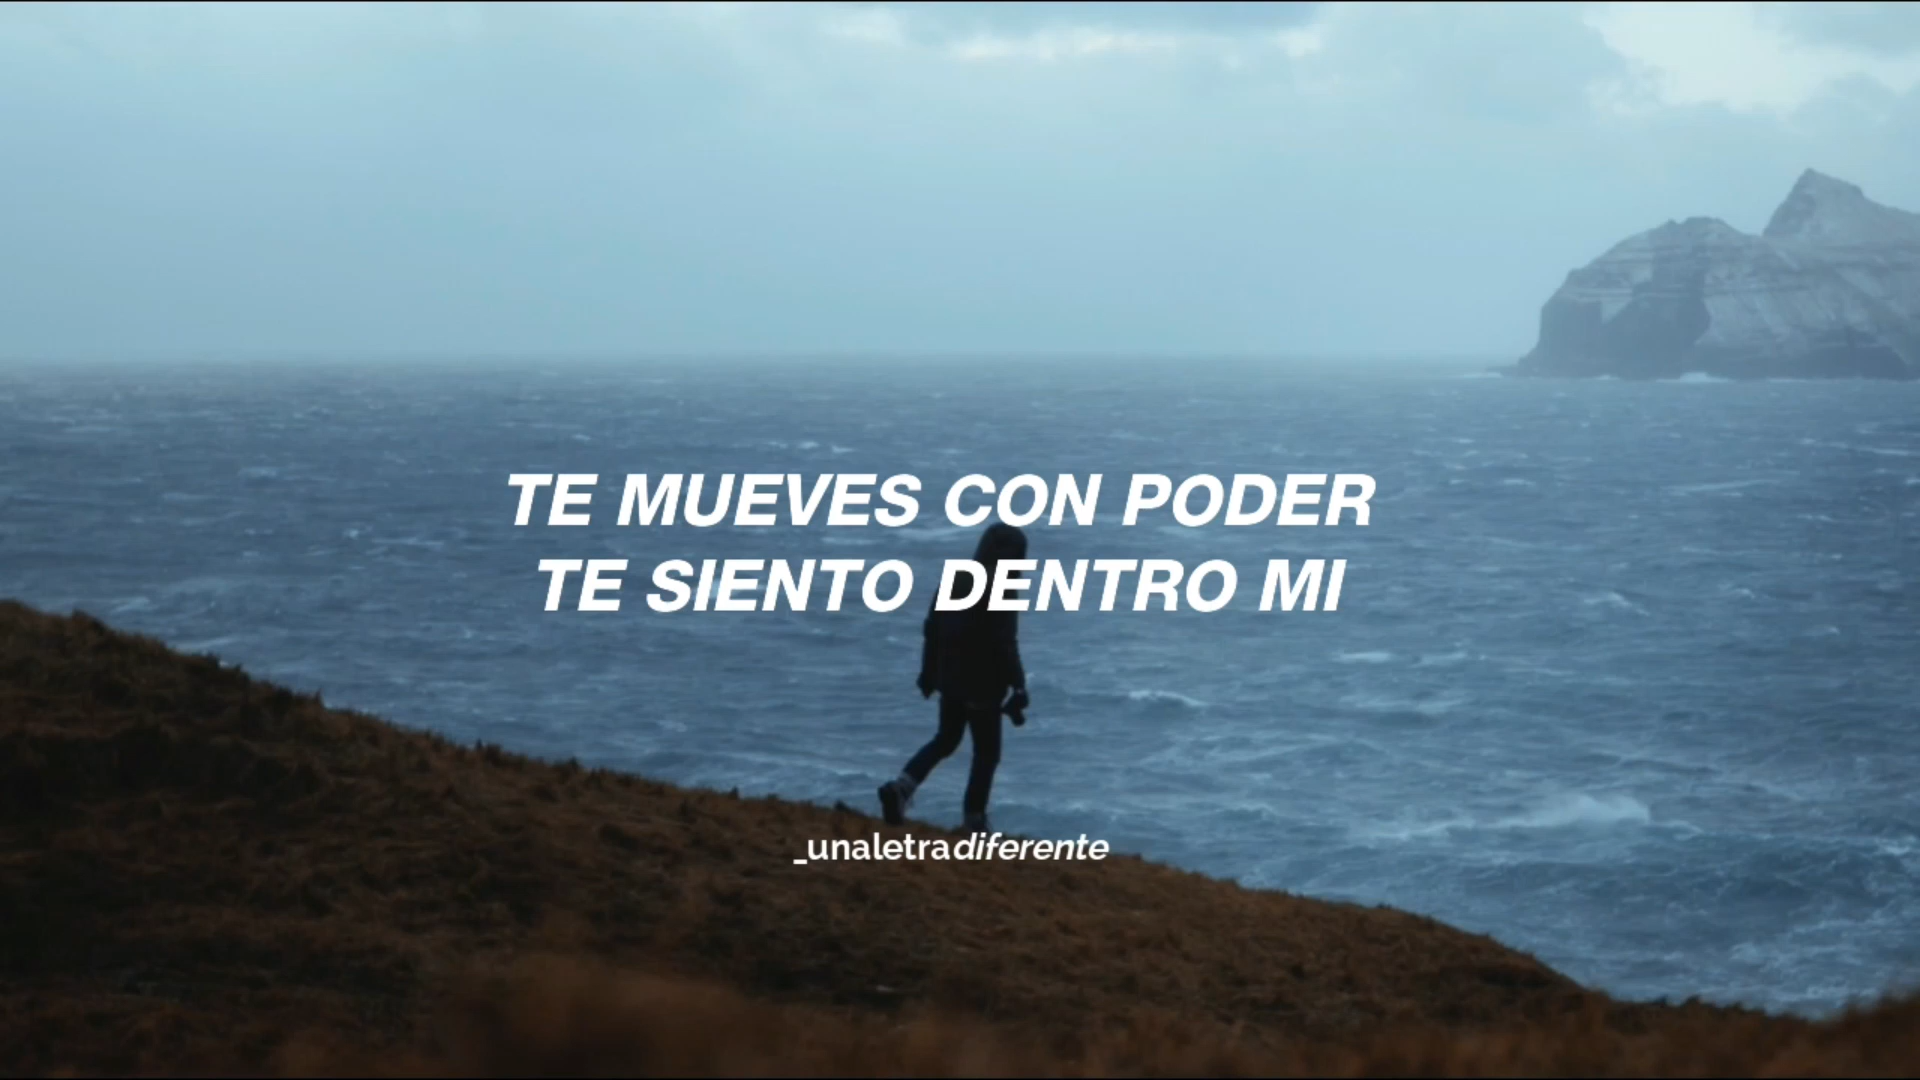 TE MUEVES CON PODER
TE SIENTO DENTRO MI
_unaletradiferente